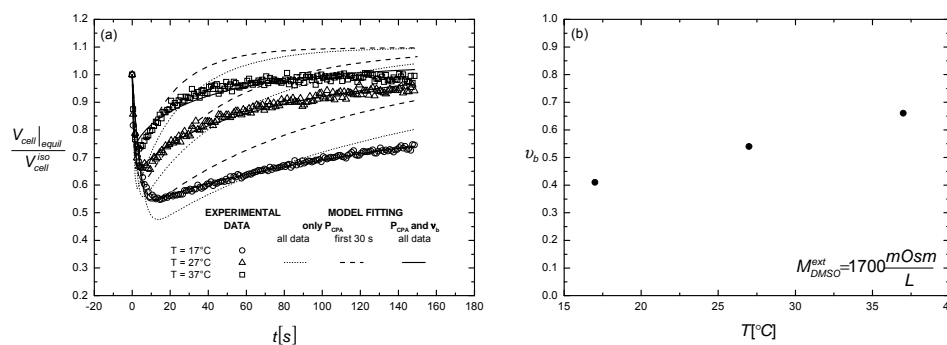 1.2
(a)
1.1
1.0
0.9
0.8
0.7
0.6
0.5
0.4
0.3
0.2
-20 0 20 40 60 80 100 120 140 160 180 200
t[s]
V_cell|_equil
V_cell^iso
EXPERIMENTAL MODEL FITTING
DATA only P_CPA P_CPA and v_b
all data first 30 s all data
T = 17°C
T = 27°C
T = 37°C
(b)
1.0
0.9
0.8
0.7
0.6
0.5
0.4
0.3
0.2
0.1
0.0
υ_b
M_DMSO^ext=1700 mOsm
L
15 20 25 30 35 40
T[°C]